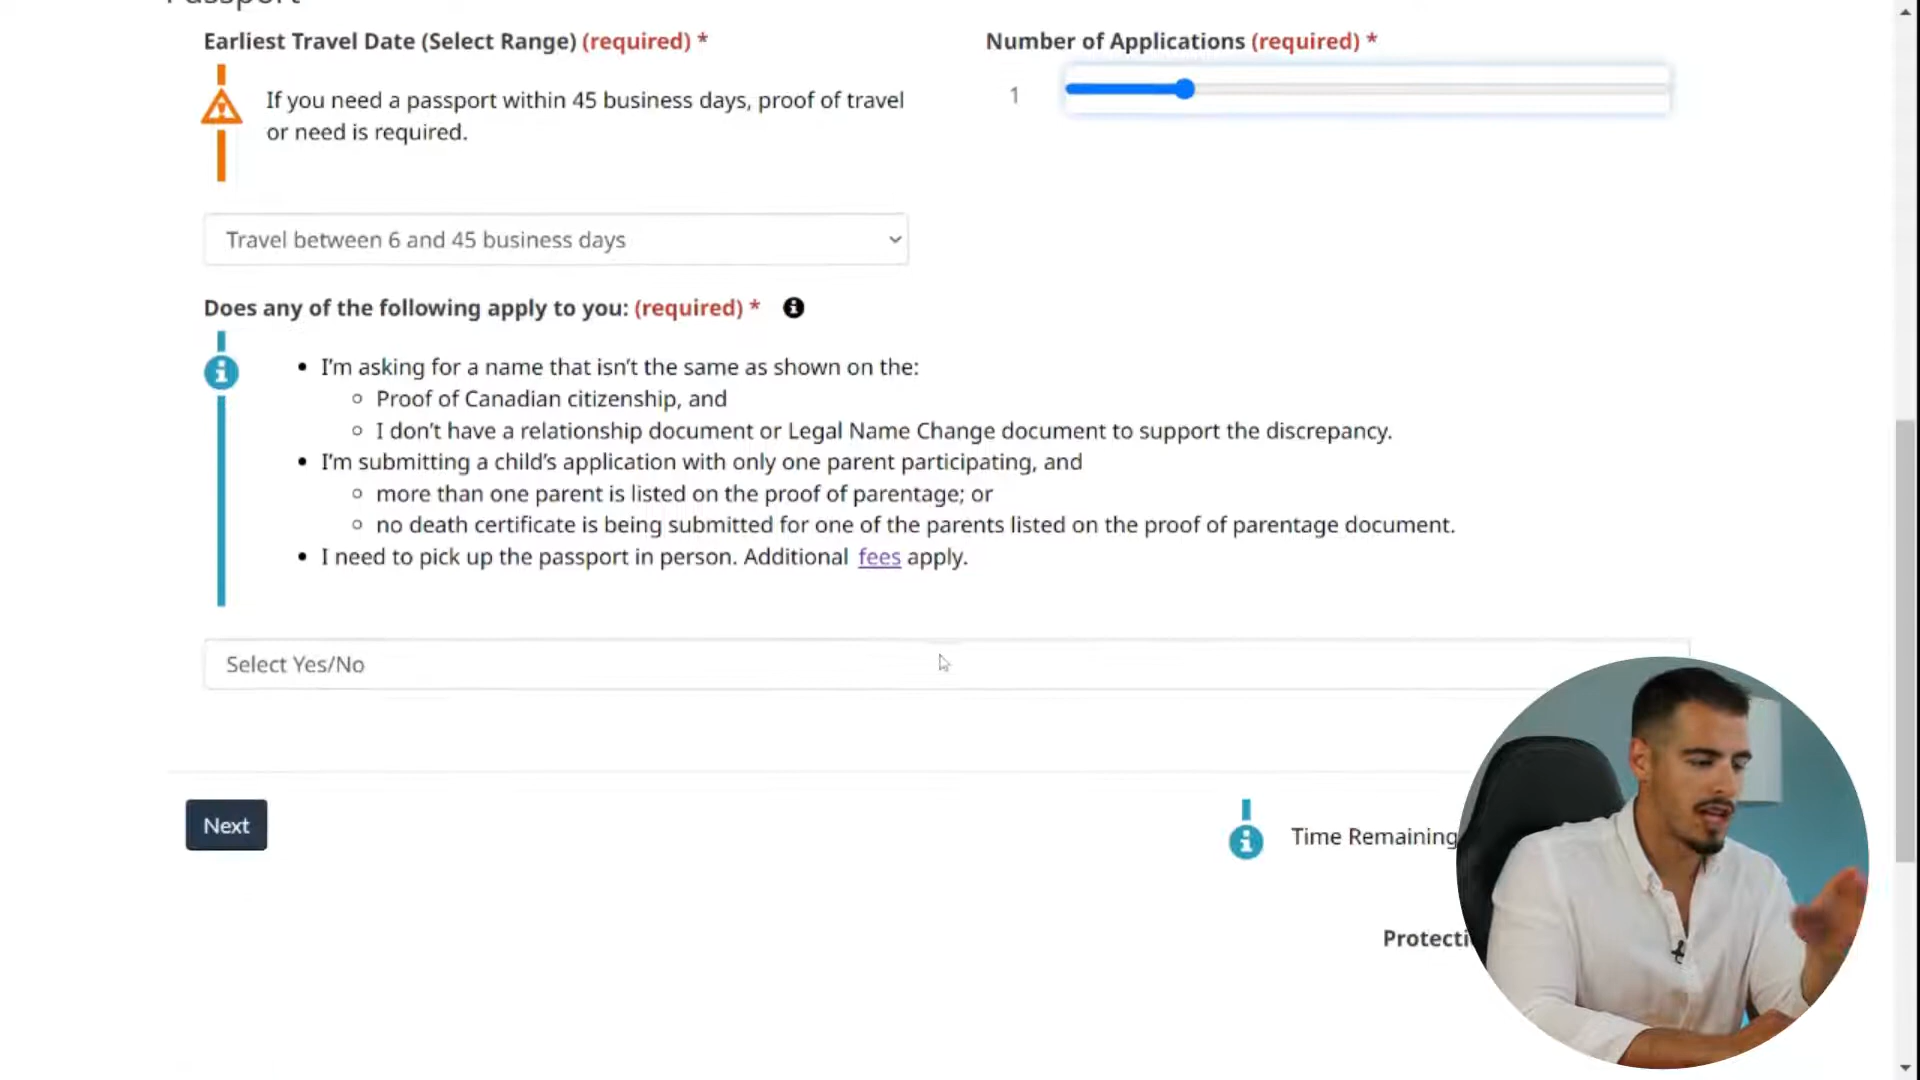 Passport
Earliest Travel Date (Select Range) (required) *
Number of Applications (required) *
If you need a passport within 45 business days, proof of travel
or need is required.
1
Travel between 6 and 45 business days
Does any of the following apply to you: (required) *
I'm asking for a name that isn't the same as shown on the:
Proof of Canadian citizenship, and
I don't have a relationship document or Legal Name Change document to support the discrepancy.
I'm submitting a child's application with only one parent participating, and
more than one parent is listed on the proof of parentage; or
no death certificate is being submitted for one of the parents listed on the proof of parentage document.
I need to pick up the passport in person. Additional fees apply.
Select Yes/No
Next
Time Remaining
Protecti